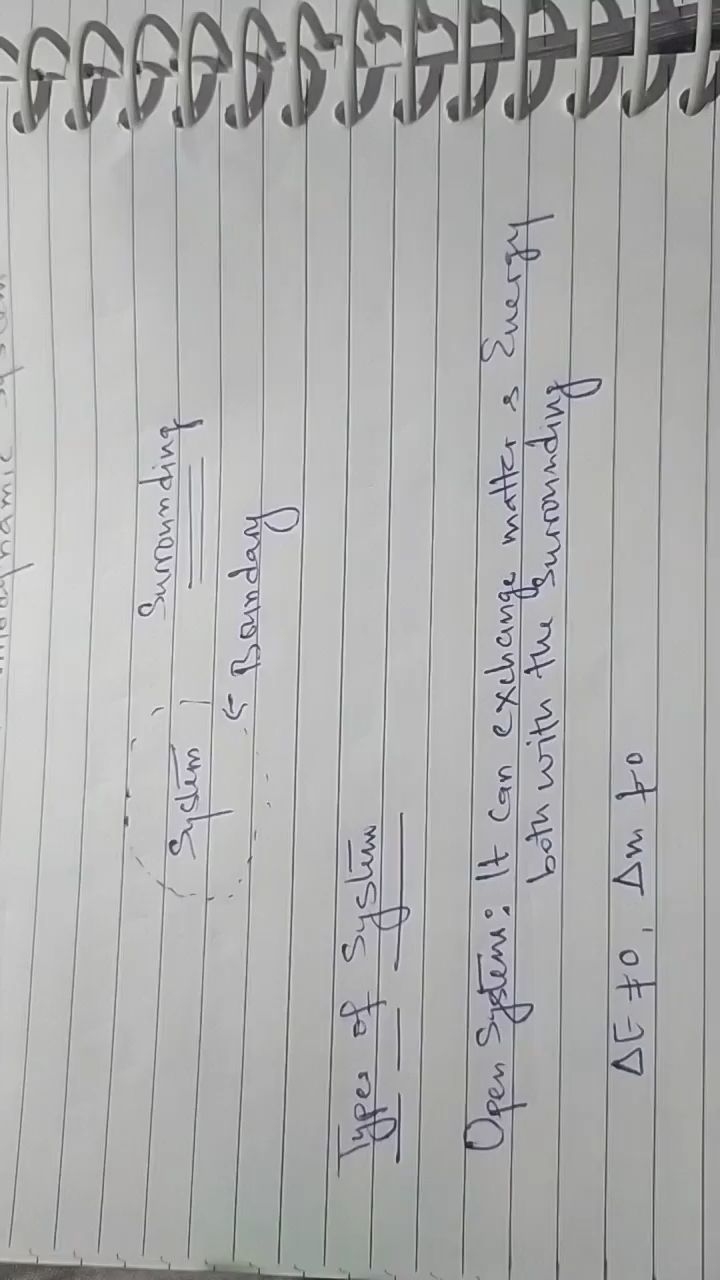 System
Surrounding
← Boundary
Types of System
Open System: It can exchange matter & Energy
both with the surrounding
ΔE ≠ 0, Δm ≠ 0